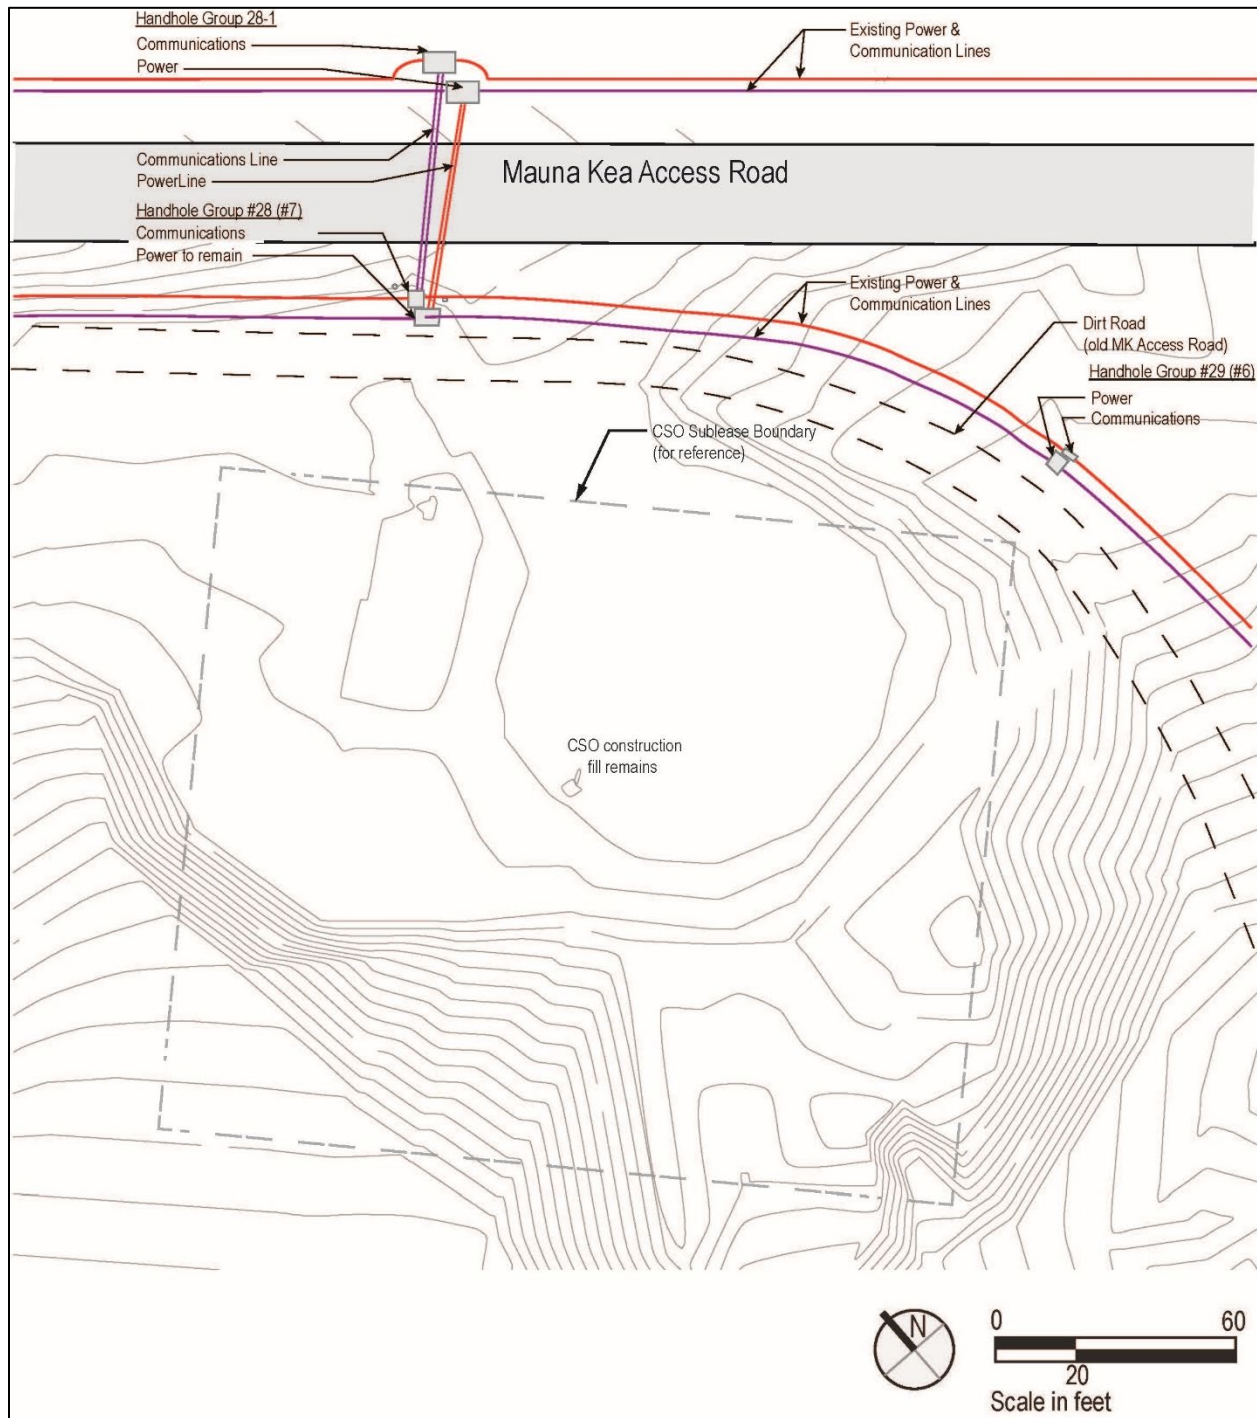 Handhole Group 28-1
Communications
Power
Existing Power &
Communication Lines
Communications Line
PowerLine
Mauna Kea Access Road
Handhole Group #28 (#7)
Communications
Power to remain
Existing Power &
Communication Lines
Dirt Road
(old MK Access Road)
Handhole Group #29 (#6)
Power
Communications
CSO Sublease Boundary
(for reference)
CSO construction
fill remains
N
0
60
20
Scale in feet